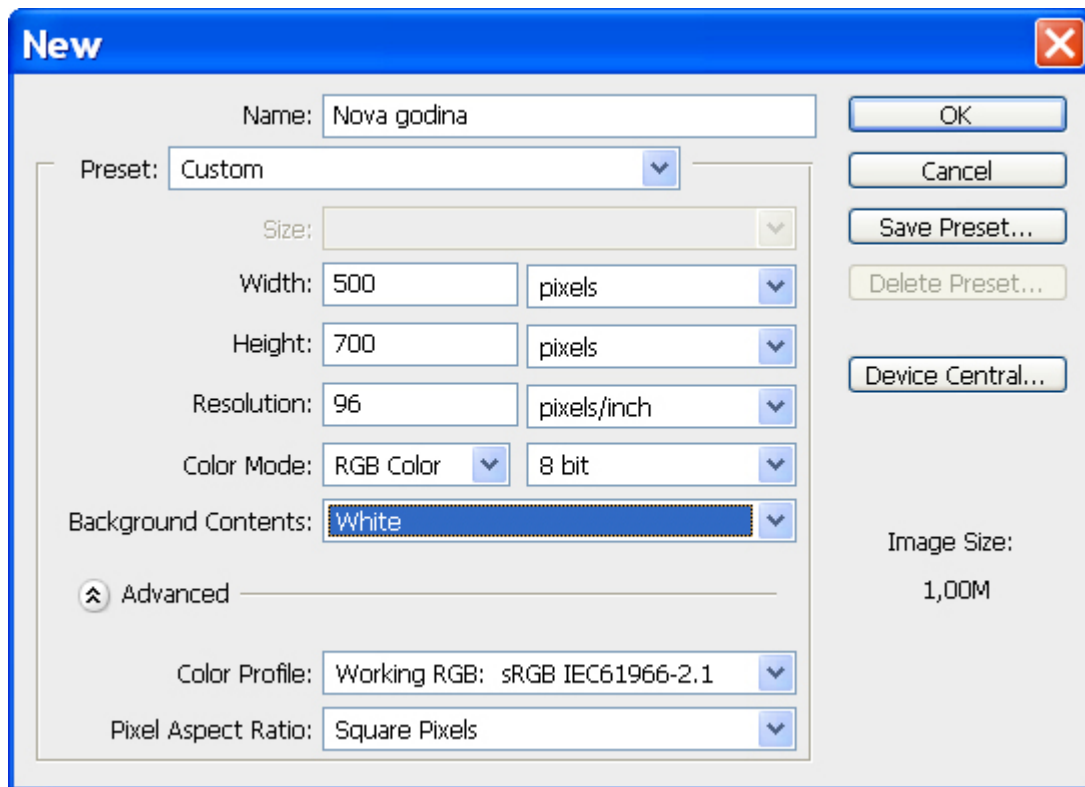 New
Name: Nova godina
OK
Preset: Custom
Cancel
Size:
Save Preset...
Width: 500 pixels
Delete Preset...
Height: 700 pixels
Device Central...
Resolution: 96 pixels/inch
Color Mode: RGB Color 8 bit
Background Contents: White
Image Size:
1,00M
Advanced
Color Profile: Working RGB: sRGB IEC61966-2.1
Pixel Aspect Ratio: Square Pixels